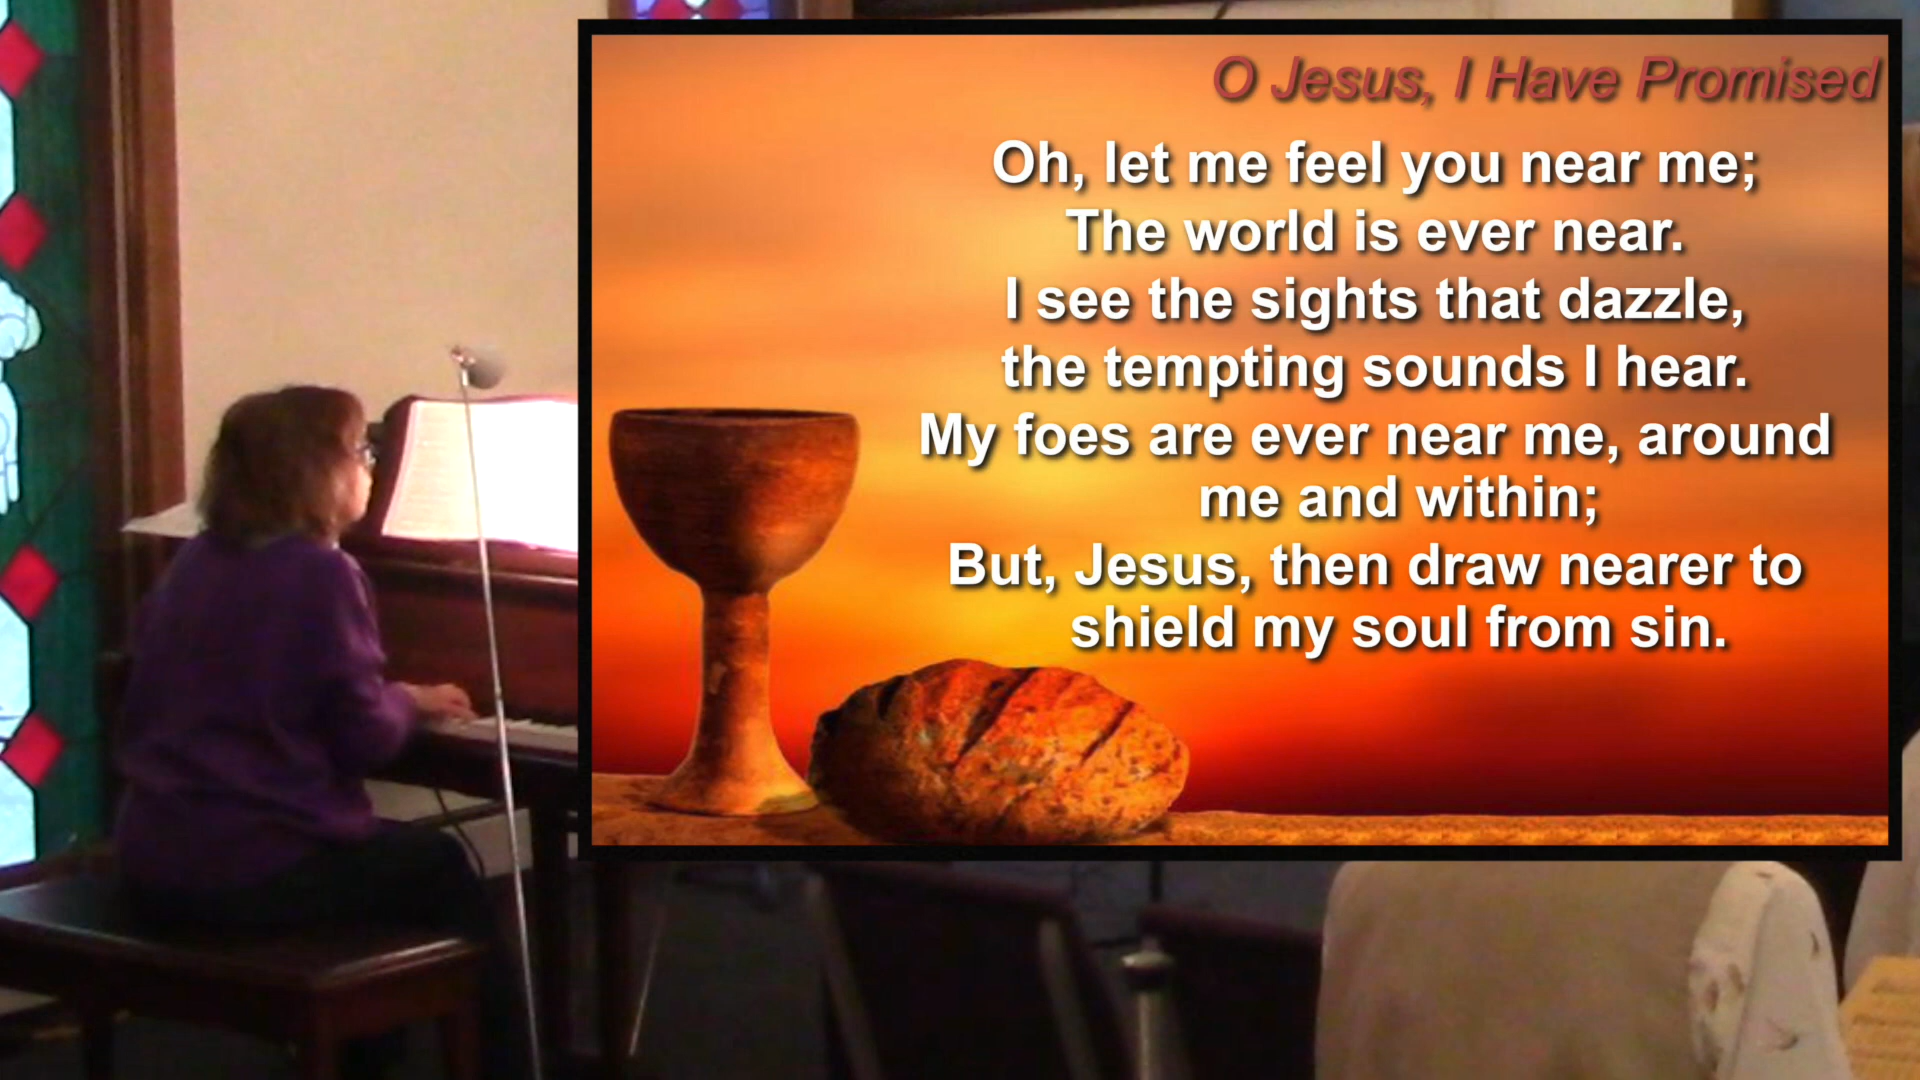 O Jesus, I Have Promised
Oh, let me feel you near me;
The world is ever near.
I see the sights that dazzle,
the tempting sounds I hear.
My foes are ever near me, around
me and within;
But, Jesus, then draw nearer to
shield my soul from sin.